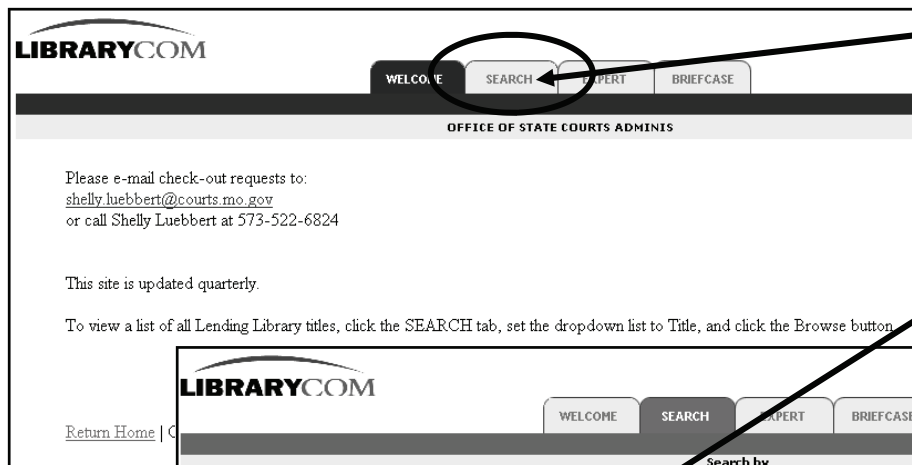 LIBRARYCOM
WELCOME SEARCH EXPERT BRIEFCASE
OFFICE OF STATE COURTS ADMINIS
Please e-mail check-out requests to:
shelly.luebbert@courts.mo.gov
or call Shelly Luebbert at 573-522-6824
This site is updated quarterly.
To view a list of all Lending Library titles, click the SEARCH tab, set the dropdown list to Title, and click the Browse button.
Return Home |
LIBRARYCOM
WELCOME SEARCH EXPERT BRIEFCASE
Search by